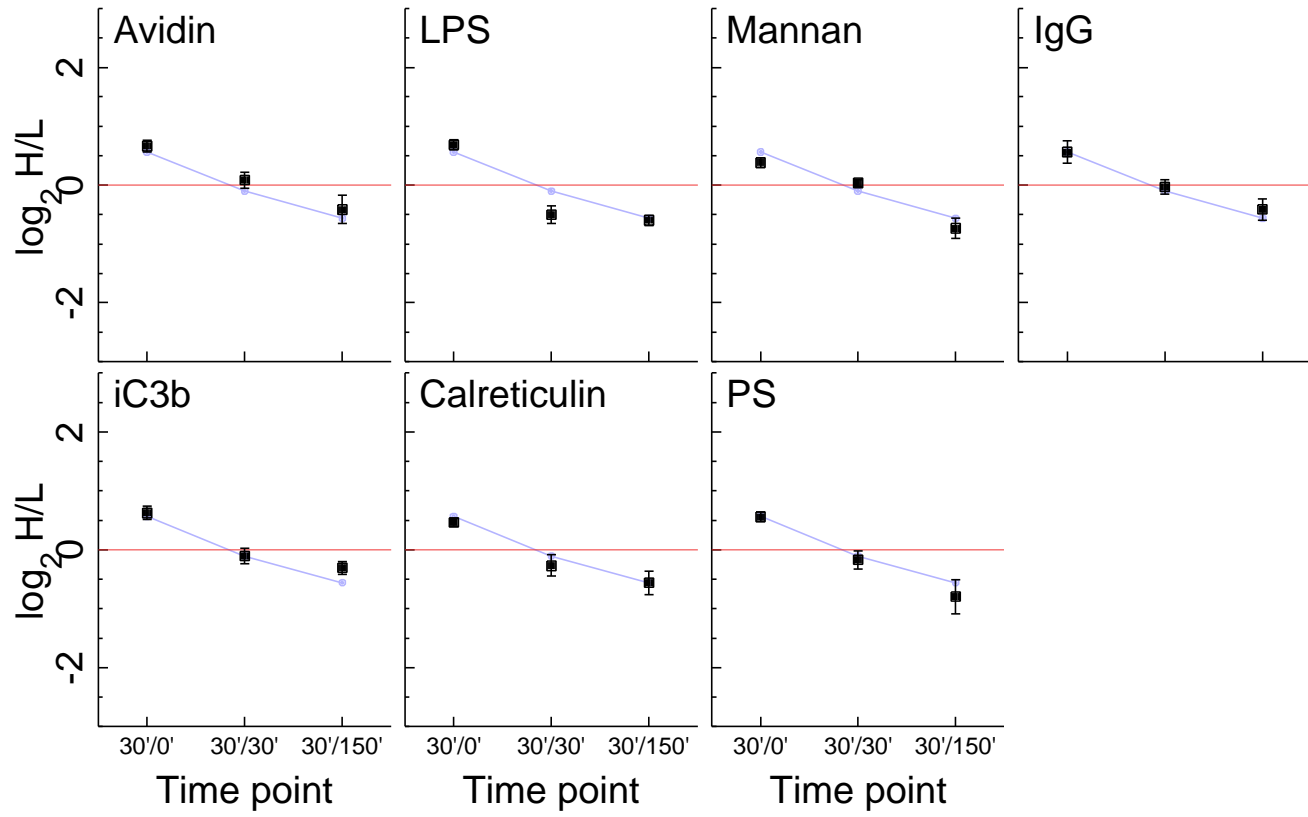 Avidin
LPS
Mannan
IgG
2
0
-2
log2 H/L
iC3b
Calreticulin
PS
2
0
-2
log2 H/L
30'/0' 30'/30' 30'/150'
30'/0' 30'/30' 30'/150'
30'/0' 30'/30' 30'/150'
Time point
Time point
Time point